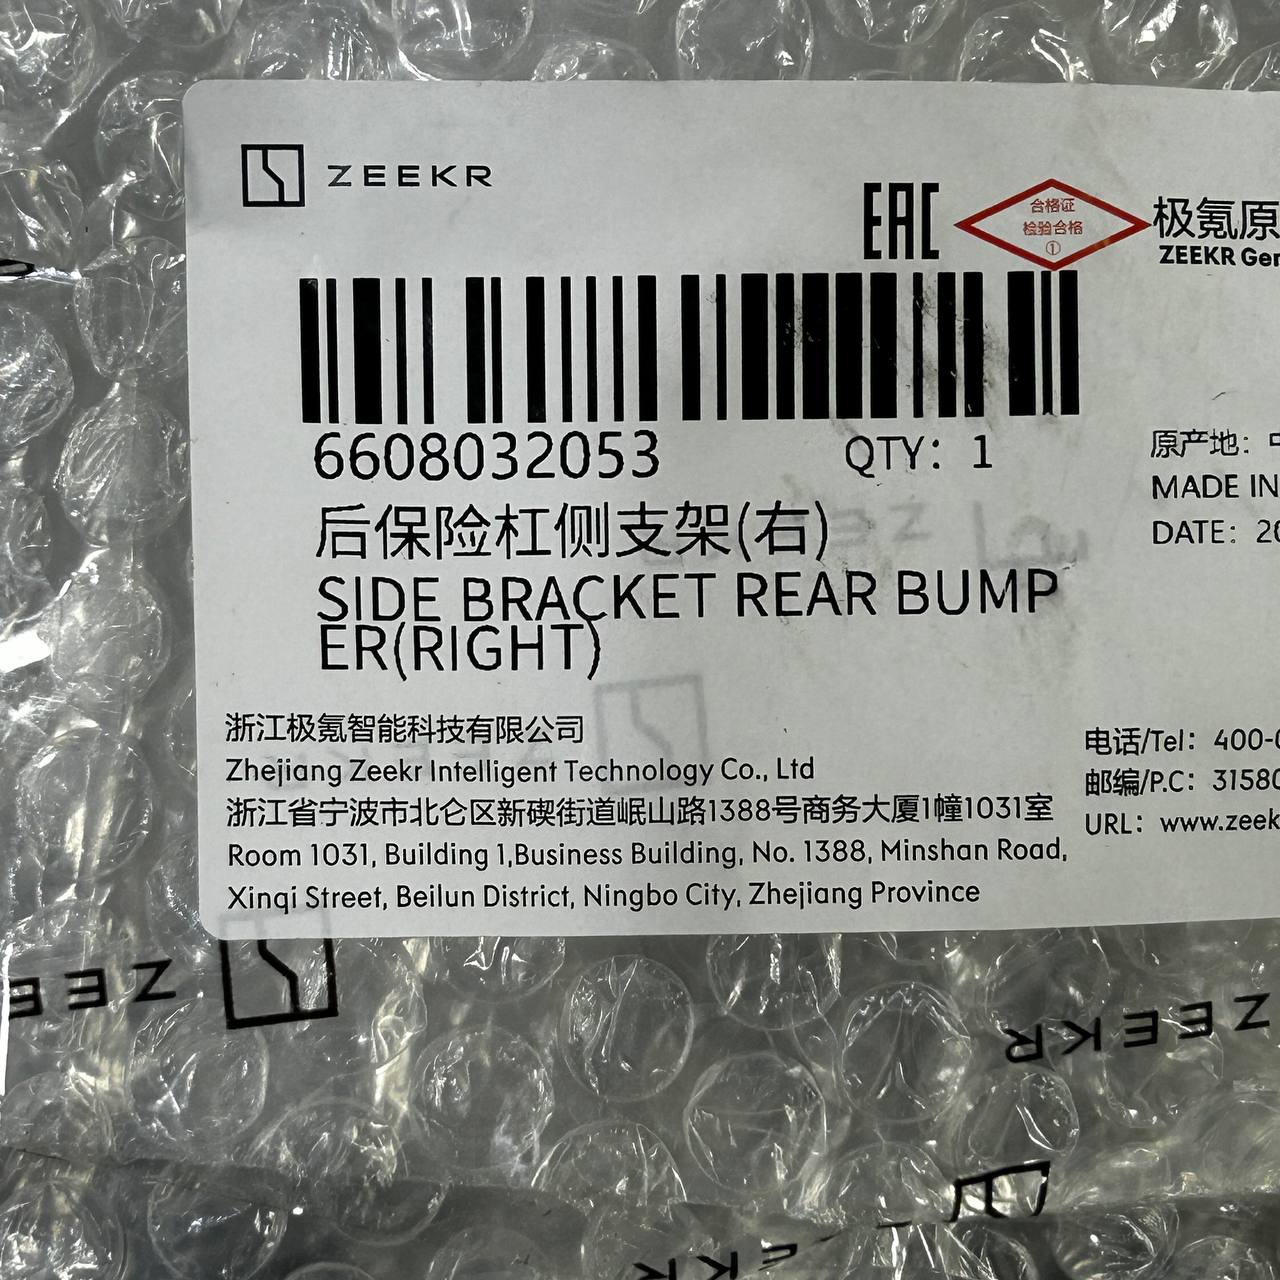 ZEEKR
EAC
合格证
检验合格
①
极氪原
ZEEKR Gen
6608032053
QTY: 1
后保险杠侧支架(右)
SIDE BRACKET REAR BUMP
ER(RIGHT)
原产地:
MADE IN
DATE: 20
浙江极氪智能科技有限公司
Zhejiang Zeekr Intelligent Technology Co., Ltd
浙江省宁波市北仑区新碶街道岷山路1388号商务大厦1幢1031室
Room 1031, Building 1,Business Building, No. 1388, Minshan Road,
Xinqi Street, Beilun District, Ningbo City, Zhejiang Province
电话/Tel: 400-0
邮编/P.C: 31580
URL: www.zeek
ZEEKR
ZEEKR